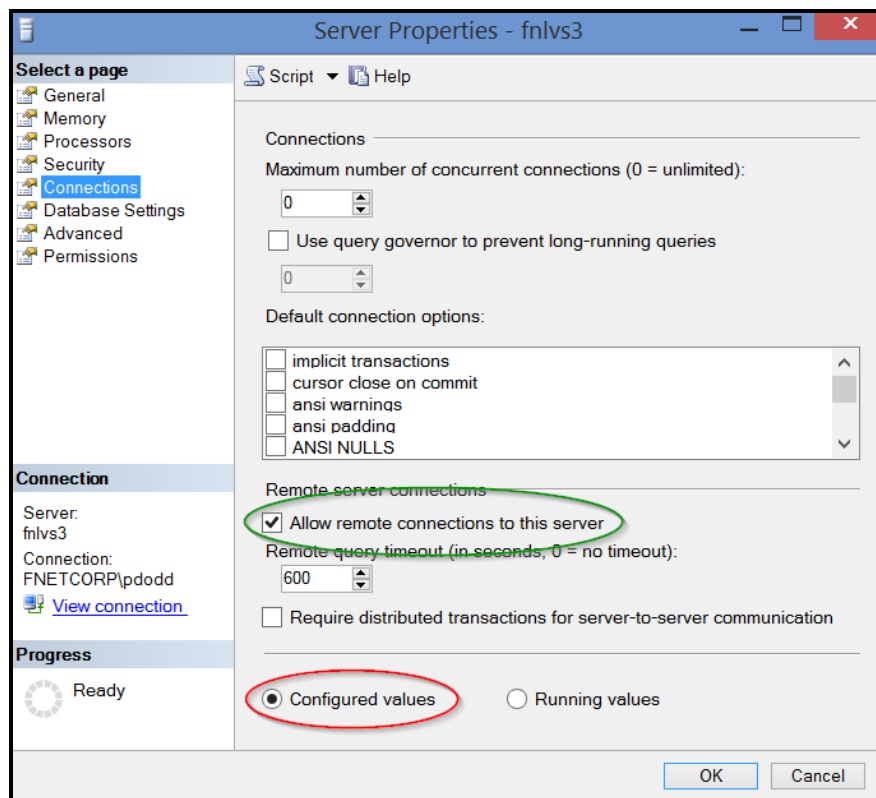 Server Properties - fnlvs3
Select a page
General
Memory
Processors
Security
Connections
Database Settings
Advanced
Permissions
Script
Help
Connections
Maximum number of concurrent connections (0 = unlimited):
0
Use query governor to prevent long-running queries
0
Default connection options:
implicit transactions
cursor close on commit
ansi warnings
ansi padding
ANSI NULLS
Remote server connections
Allow remote connections to this server
Remote query timeout (in seconds, 0 = no timeout):
600
Require distributed transactions for server-to-server communication
Configured values
Running values
Connection
Server:
fnlvs3
Connection:
FNETCORP\pdodd
View connection
Progress
Ready
OK
Cancel